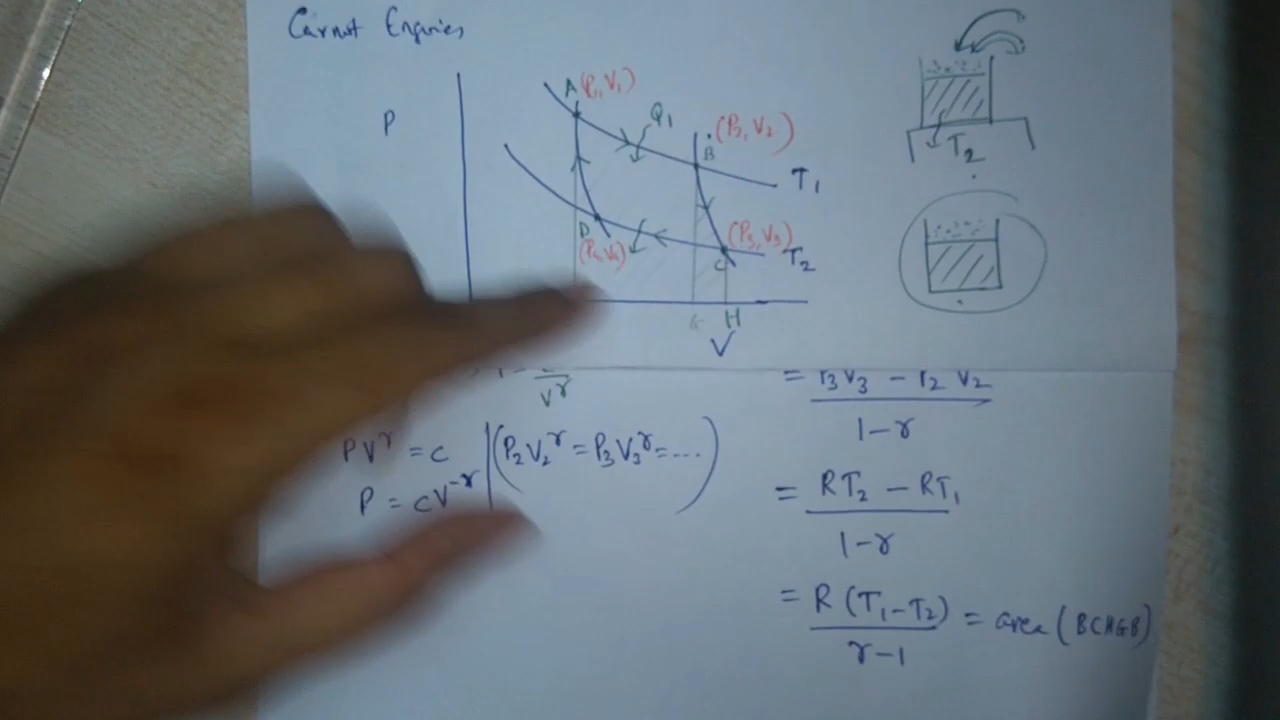 Carnot Engines
P
A (P₁, V₁)
Q₁
(P₂, V₂)
B
T₁
D
(P₄, V₄)
(P₃, V₃)
C
T₂
G H
V
T₂
V^γ
PV^γ = c | (P₂V₂^γ = P₃V₃^γ = ....)
P = cV^-γ
= P₃V₃ - P₂V₂
1-γ
= RT₂ - RT₁
1-γ
= R (T₁-T₂) = area (BCHGB)
γ-1